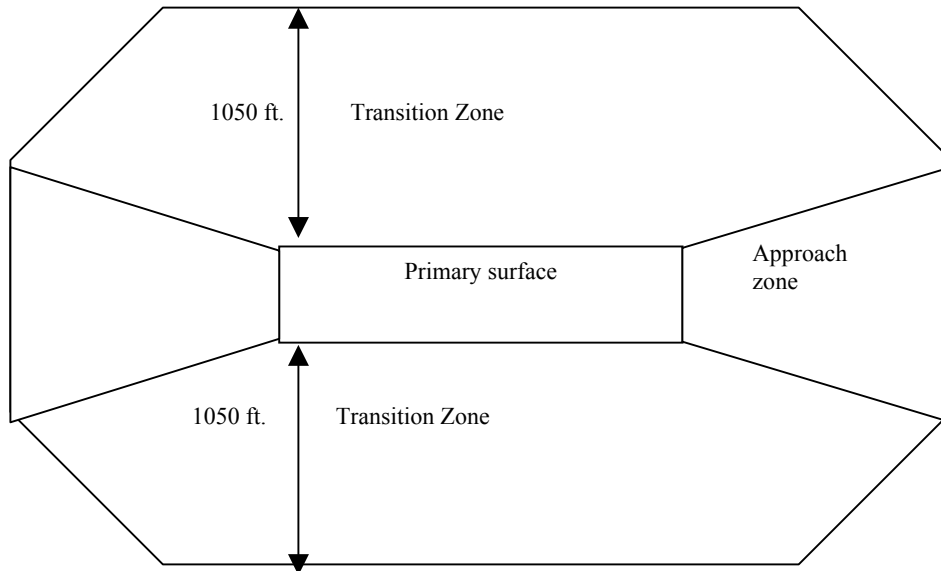 1050 ft.
Transition Zone
Primary surface
Approach
zone
1050 ft.
Transition Zone